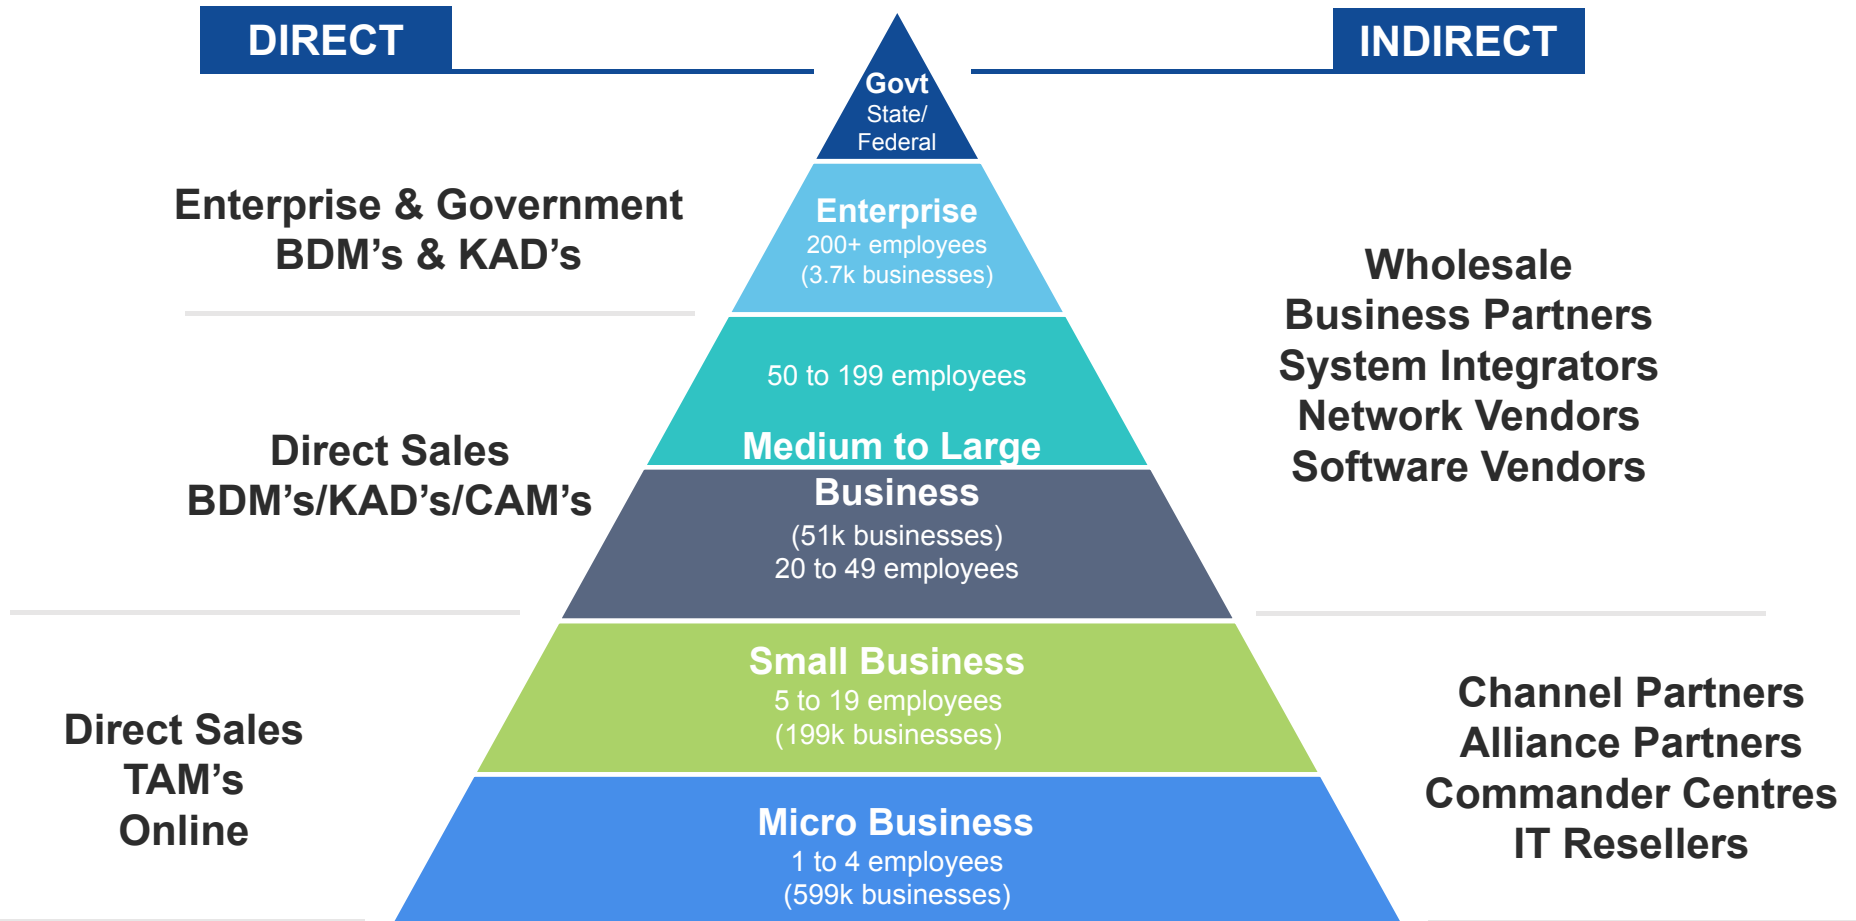 DIRECT
INDIRECT
Govt
State/
Federal
Enterprise & Government
BDM’s & KAD’s
Enterprise
200+ employees
(3.7k businesses)
Wholesale
Business Partners
System Integrators
Network Vendors
Software Vendors
50 to 199 employees
Medium to Large
Business
(51k businesses)
20 to 49 employees
Direct Sales
BDM’s/KAD’s/CAM’s
Small Business
5 to 19 employees
(199k businesses)
Direct Sales
TAM’s
Online
Channel Partners
Alliance Partners
Commander Centres
IT Resellers
Micro Business
1 to 4 employees
(599k businesses)